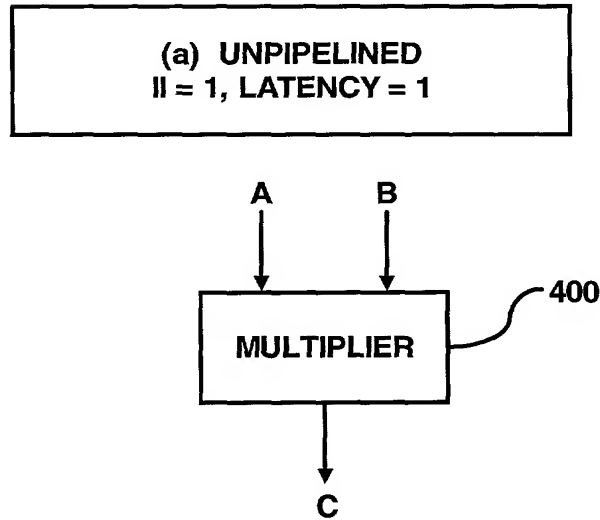 (a) UNPIPELINED
II = 1, LATENCY = 1
A B
400
MULTIPLIER
C